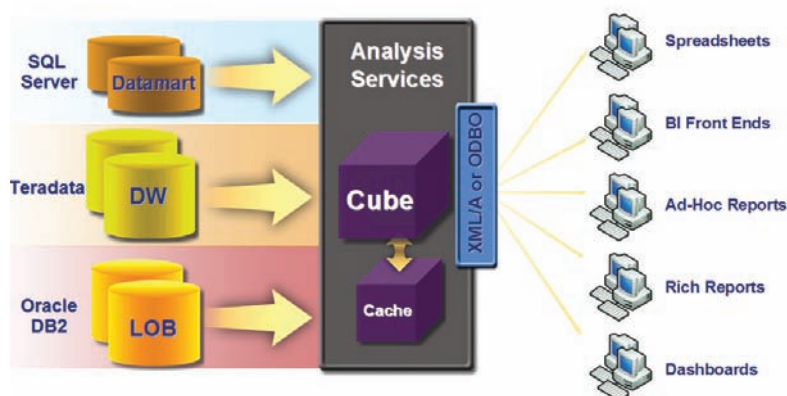 SQL
Server
Datamart
Teradata
DW
Oracle
DB2
LOB
Analysis
Services
Cube
Cache
XML/A or ODBO
Spreadsheets
BI Front Ends
Ad-Hoc Reports
Rich Reports
Dashboards